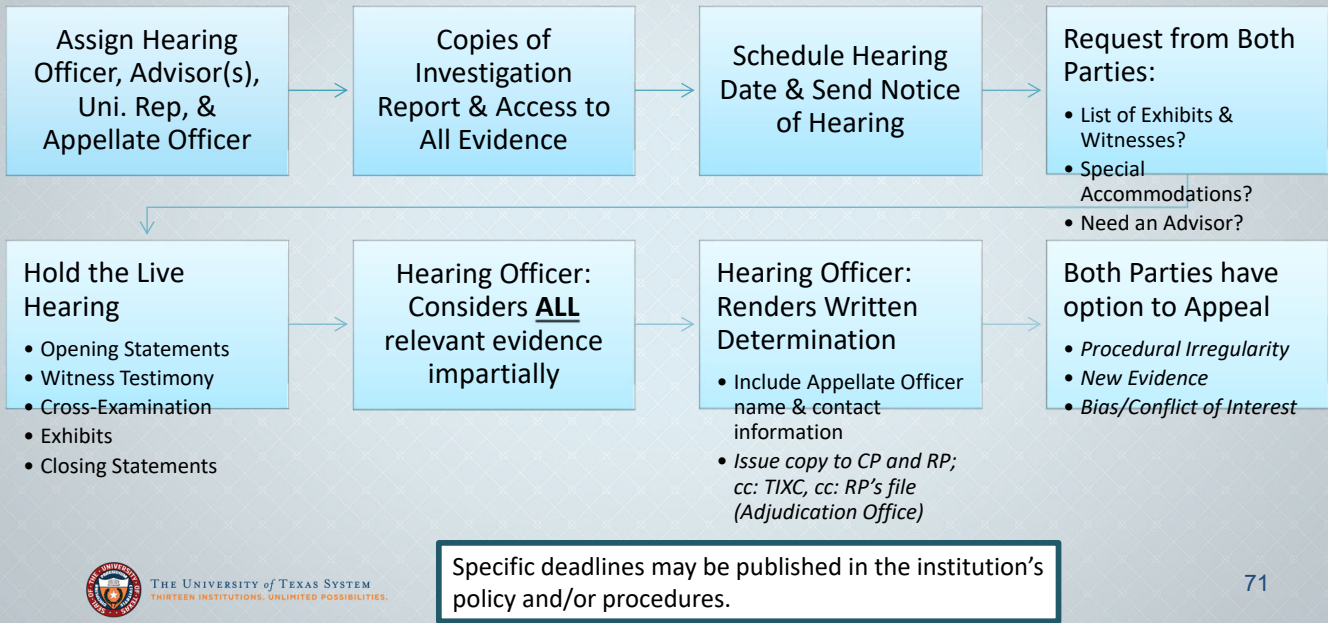 Assign Hearing
Officer, Advisor(s),
Uni. Rep, &
Appellate Officer
Copies of
Investigation
Report & Access to
All Evidence
Schedule Hearing
Date & Send Notice
of Hearing
Request from Both
Parties:
• List of Exhibits &
Witnesses?
• Special
Accommodations?
• Need an Advisor?
Hold the Live
Hearing
• Opening Statements
• Witness Testimony
• Cross-Examination
• Exhibits
• Closing Statements
Hearing Officer:
Considers ALL
relevant evidence
impartially
Hearing Officer:
Renders Written
Determination
• Include Appellate Officer
name & contact
information
• Issue copy to CP and RP;
cc: TIXC, cc: RP's file
(Adjudication Office)
Both Parties have
option to Appeal
• Procedural Irregularity
• New Evidence
• Bias/Conflict of Interest
THE UNIVERSITY of TEXAS SYSTEM
THIRTEEN INSTITUTIONS. UNLIMITED POSSIBILITIES.
Specific deadlines may be published in the institution's
policy and/or procedures.
71